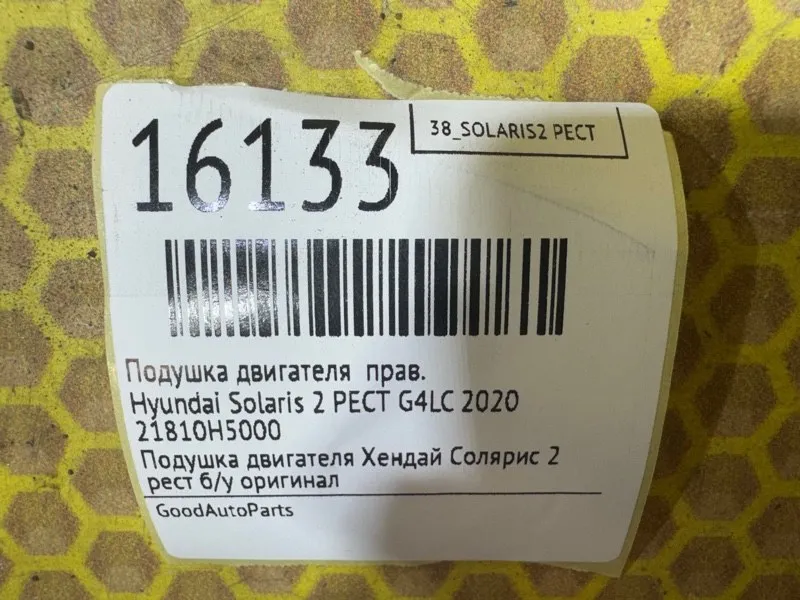 16133
38_SOLARIS2 РЕСТ
Подушка двигателя прав.
Hyundai Solaris 2 РЕСТ G4LC 2020
21810H5000
Подушка двигателя Хендай Солярис 2
рест б/у оригинал
GoodAutoParts